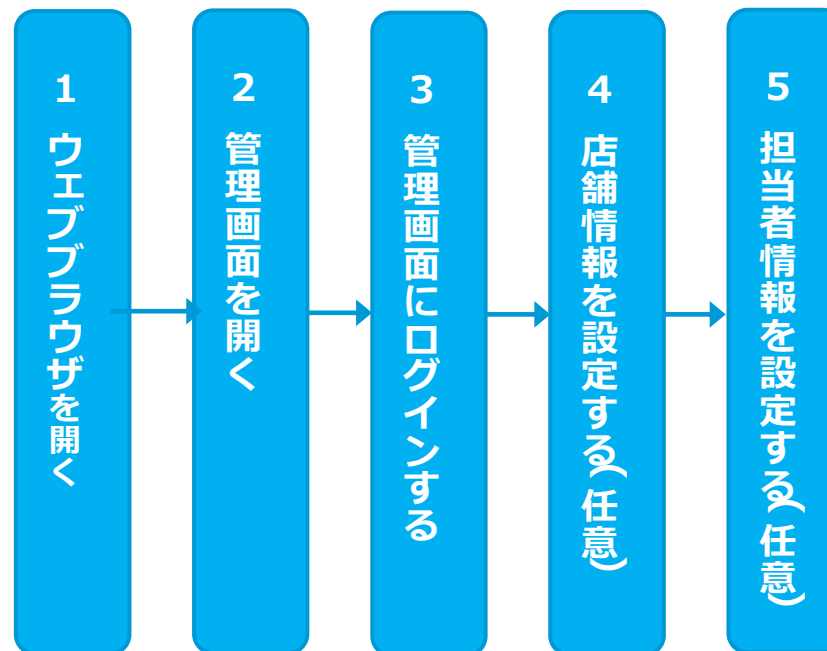 1 ウェブブラウザを開く
2 管理画面を開く
3 管理画面にログインする
4 店舗情報を設定する(任意)
5 担当者情報を設定する(任意)